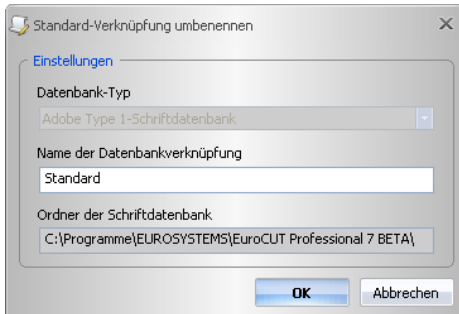 Standard-Verknüpfung umbenennen
Einstellungen
Datenbank-Typ
Adobe Type 1-Schriftdatenbank
Name der Datenbankverknüpfung
Standard
Ordner der Schriftdatenbank
C:\Programme\EUROSYSTEMS\EuroCUT Professional 7 BETA\
OK Abbrechen